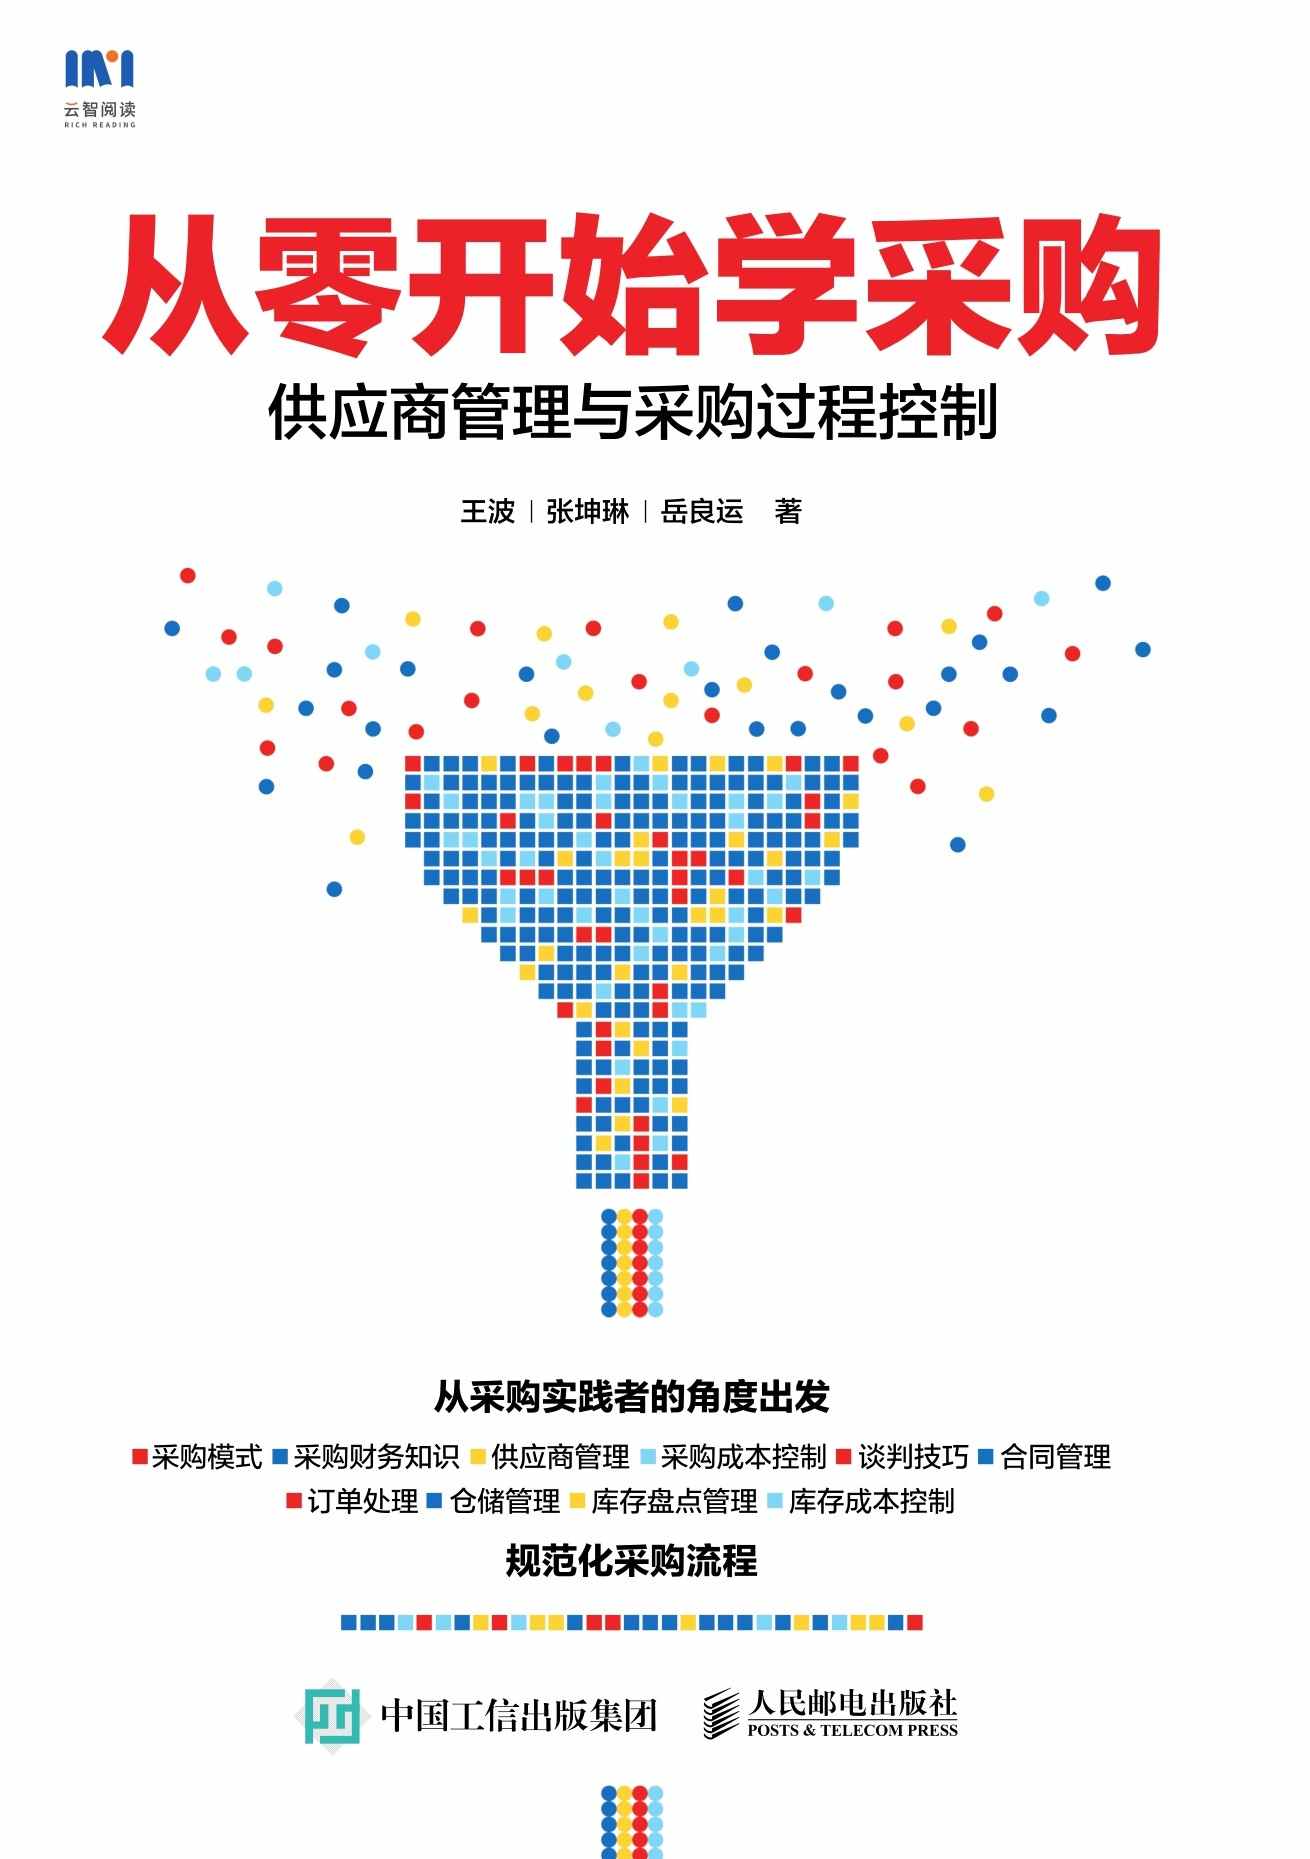 云智阅读
RICH READING
从零开始学采购
供应商管理与采购过程控制
王波 | 张坤琳 | 岳良运 著
从采购实践者的角度出发
采购模式 采购财务知识 供应商管理 采购成本控制 谈判技巧 合同管理
订单处理 仓储管理 库存盘点管理 库存成本控制
规范化采购流程
中国工信出版集团 人民邮电出版社
POSTS & TELECOM PRESS